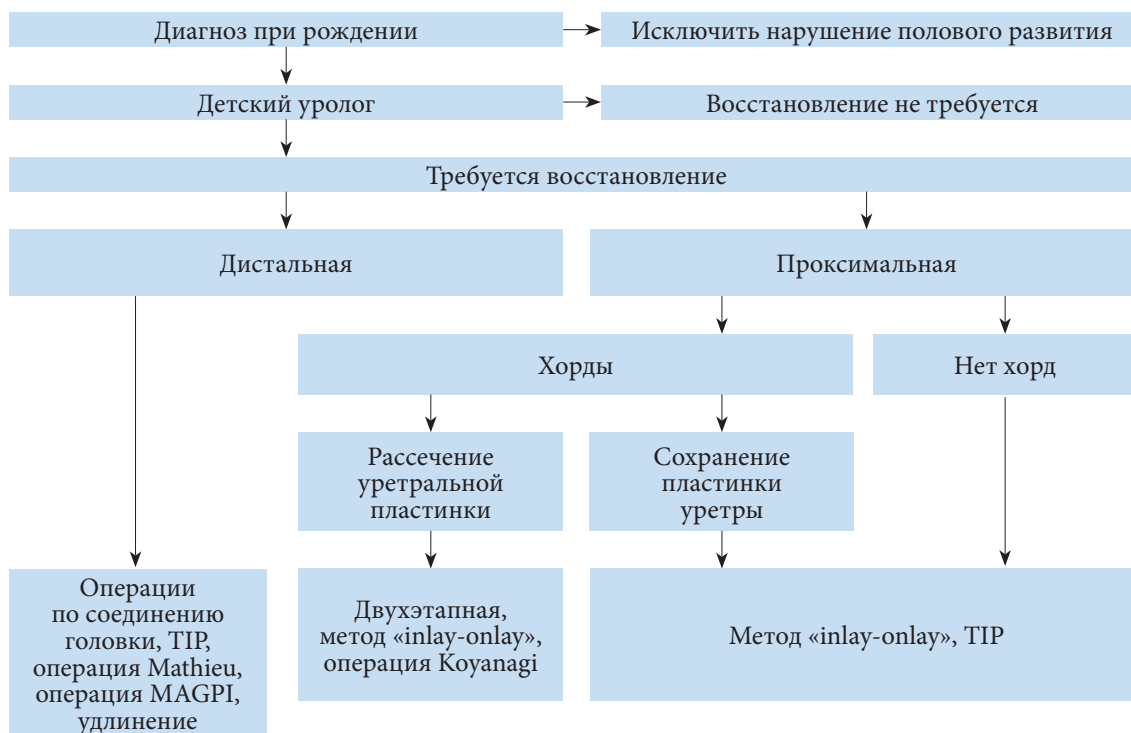 Диагноз при рождении
Исключить нарушение полового развития
Детский уролог
Восстановление не требуется
Требуется восстановление
Дистальная
Проксимальная
Хорды
Нет хорд
Рассечение
уретральной
пластинки
Сохранение
пластинки
уретры
Операции
по соединению
головки, TIP,
операция Mathieu,
операция MAGPI,
удлинение
Двухэтапная,
метод «inlay-onlay»,
операция Koyanagi
Метод «inlay-onlay», TIP